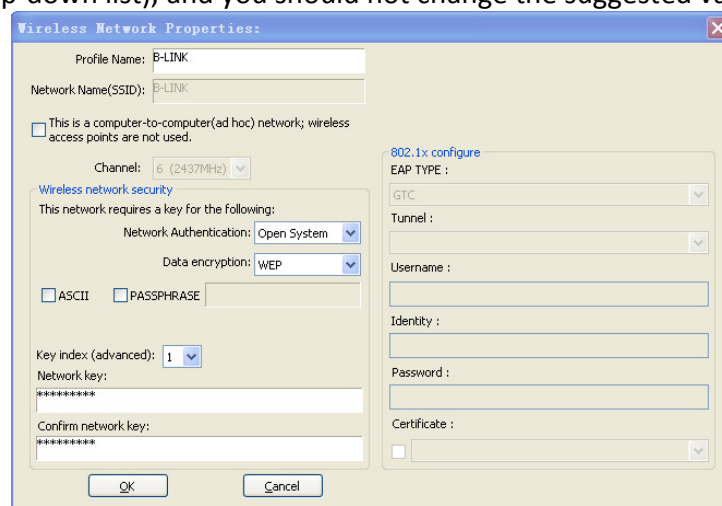 p-down list), and you should not change the suggested va
Wireless Network Properties:
Profile Name: B-LINK
Network Name(SSID): B-LINK
This is a computer-to-computer(ad hoc) network; wireless
access points are not used.
Channel: 6 (2437MHz)
Wireless network security
This network requires a key for the following:
Network Authentication: Open System
Data encryption: WEP
ASCII PASSPHRASE
Key index (advanced): 1
Network key:
*********
Confirm network key:
*********
OK Cancel
802.1x configure
EAP TYPE :
GTC
Tunnel :
Username :
Identity :
Password :
Certificate :